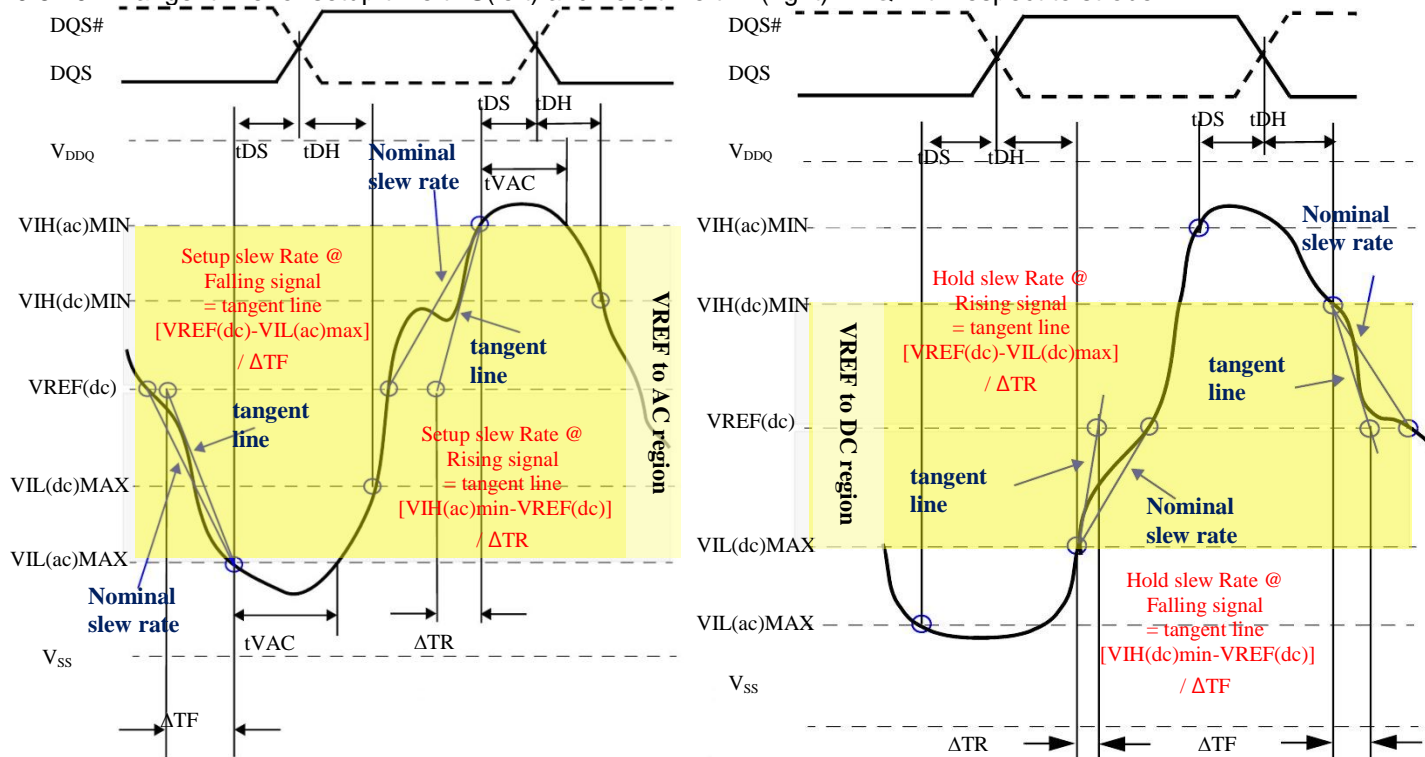 DQS#
DQS
tDS
tDH
tDS
tDH
tVAC
V_DDQ
Nominal
slew rate
VIH(ac)MIN
VIH(dc)MIN
VREF(dc)
VIL(dc)MAX
VIL(ac)MAX
V_SS
Setup slew Rate @
Falling signal
= tangent line
[VREF(dc)-VIL(ac)max]
/ ΔTF
tangent
line
tangent
line
Setup slew Rate @
Rising signal
= tangent line
[VIH(ac)min-VREF(dc)]
/ ΔTR
VREF to AC region
Nominal
slew rate
tVAC
ΔTR
ΔTF
DQS#
DQS
tDS
tDH
tDS
tDH
V_DDQ
VIH(ac)MIN
VIH(dc)MIN
VREF(dc)
VIL(dc)MAX
VIL(ac)MAX
V_SS
Nominal
slew rate
Hold slew Rate @
Rising signal
= tangent line
[VREF(dc)-VIL(dc)max]
/ ΔTR
tangent
line
VREF to DC region
tangent
line
Nominal
slew rate
Hold slew Rate @
Falling signal
= tangent line
[VIH(dc)min-VREF(dc)]
/ ΔTF
ΔTR
ΔTF